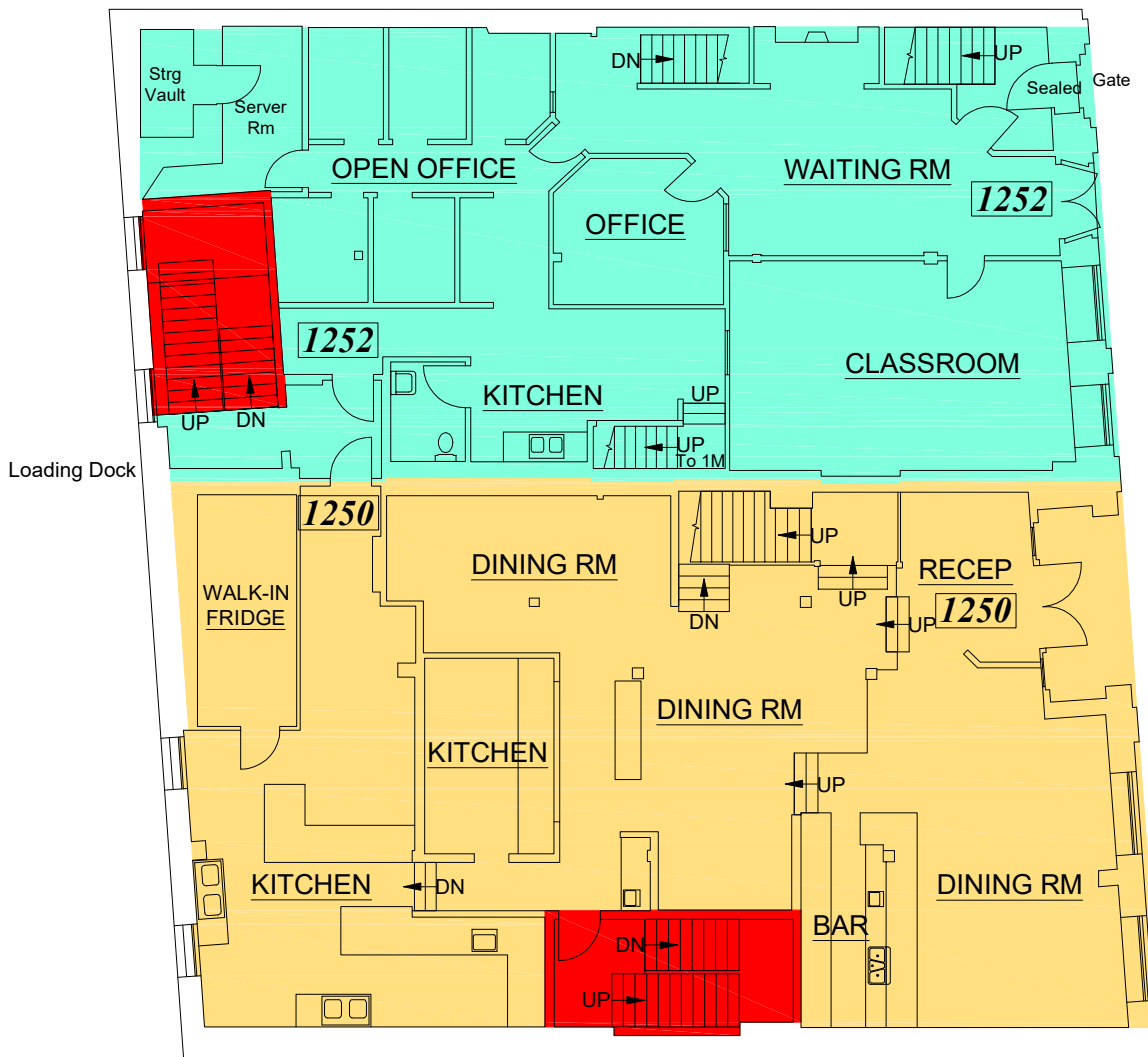 DN
UP
Strg
Vault
Server
Rm
Sealed
Gate
OPEN OFFICE
WAITING RM
1252
OFFICE
1252
CLASSROOM
KITCHEN
UP
UP
DN
UP
To 1M
Loading Dock
1250
DINING RM
UP
RECEP
WALK-IN
FRIDGE
DN
UP
1250
UP
DINING RM
KITCHEN
UP
KITCHEN
DN
DINING RM
BAR
DN
UP